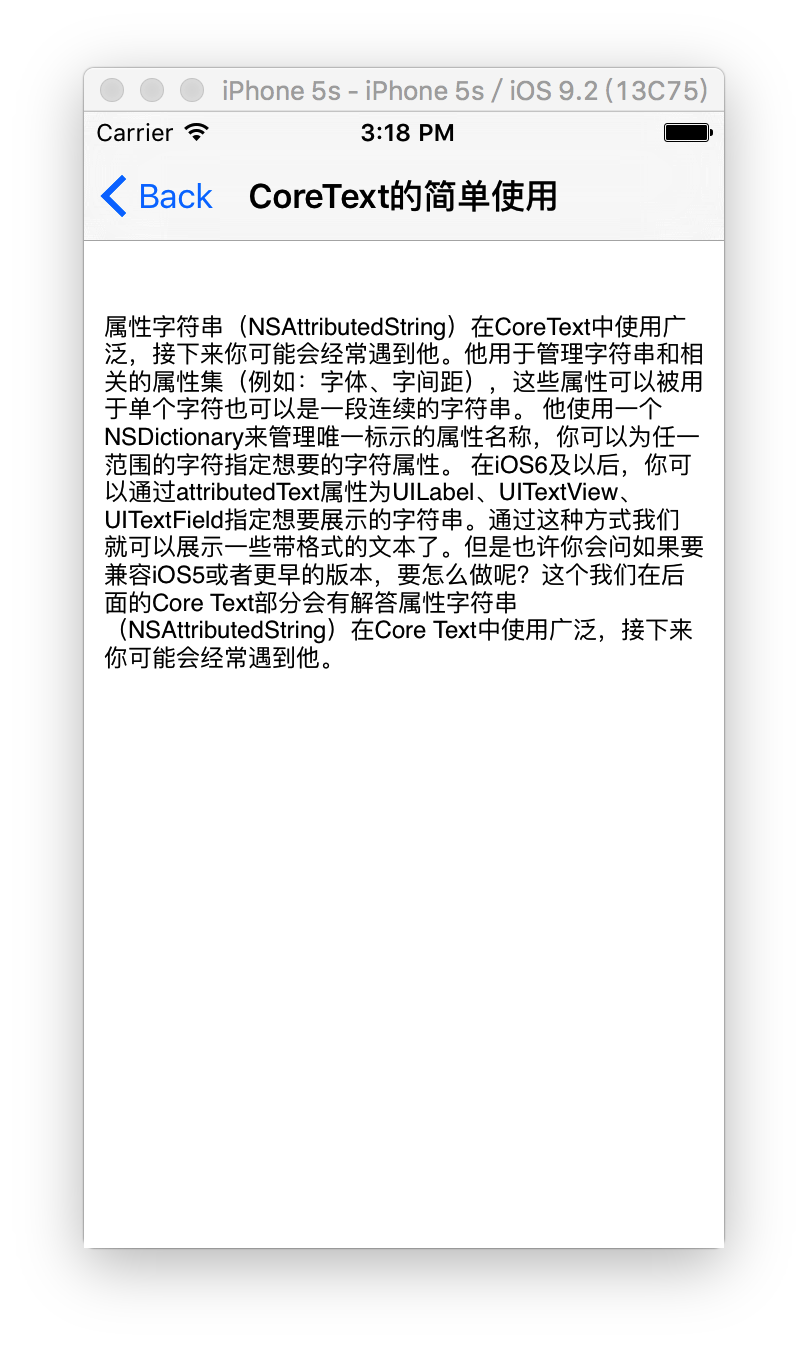 iPhone 5s - iPhone 5s / iOS 9.2 (13C75)
Carrier 3:18 PM
Back CoreText的简单使用
属性字符串（NSAttributedString）在CoreText中使用广
泛，接下来你可能会经常遇到他。他用于管理字符串和相
关的属性集（例如：字体、字间距），这些属性可以被用
于单个字符也可以是一段连续的字符串。 他使用一个
NSDictionary来管理唯一标示的属性名称，你可以为任一
范围的字符指定想要的字符属性。 在iOS6及以后，你可
以通过attributedText属性为UILabel、UITextView、
UITextField指定想要展示的字符串。通过这种方式我们
就可以展示一些带格式的文本了。但是也许你会问如果要
兼容iOS5或者更早的版本，要怎么做呢？这个我们在后
面的Core Text部分会有解答属性字符串
（NSAttributedString）在Core Text中使用广泛，接下来
你可能会经常遇到他。